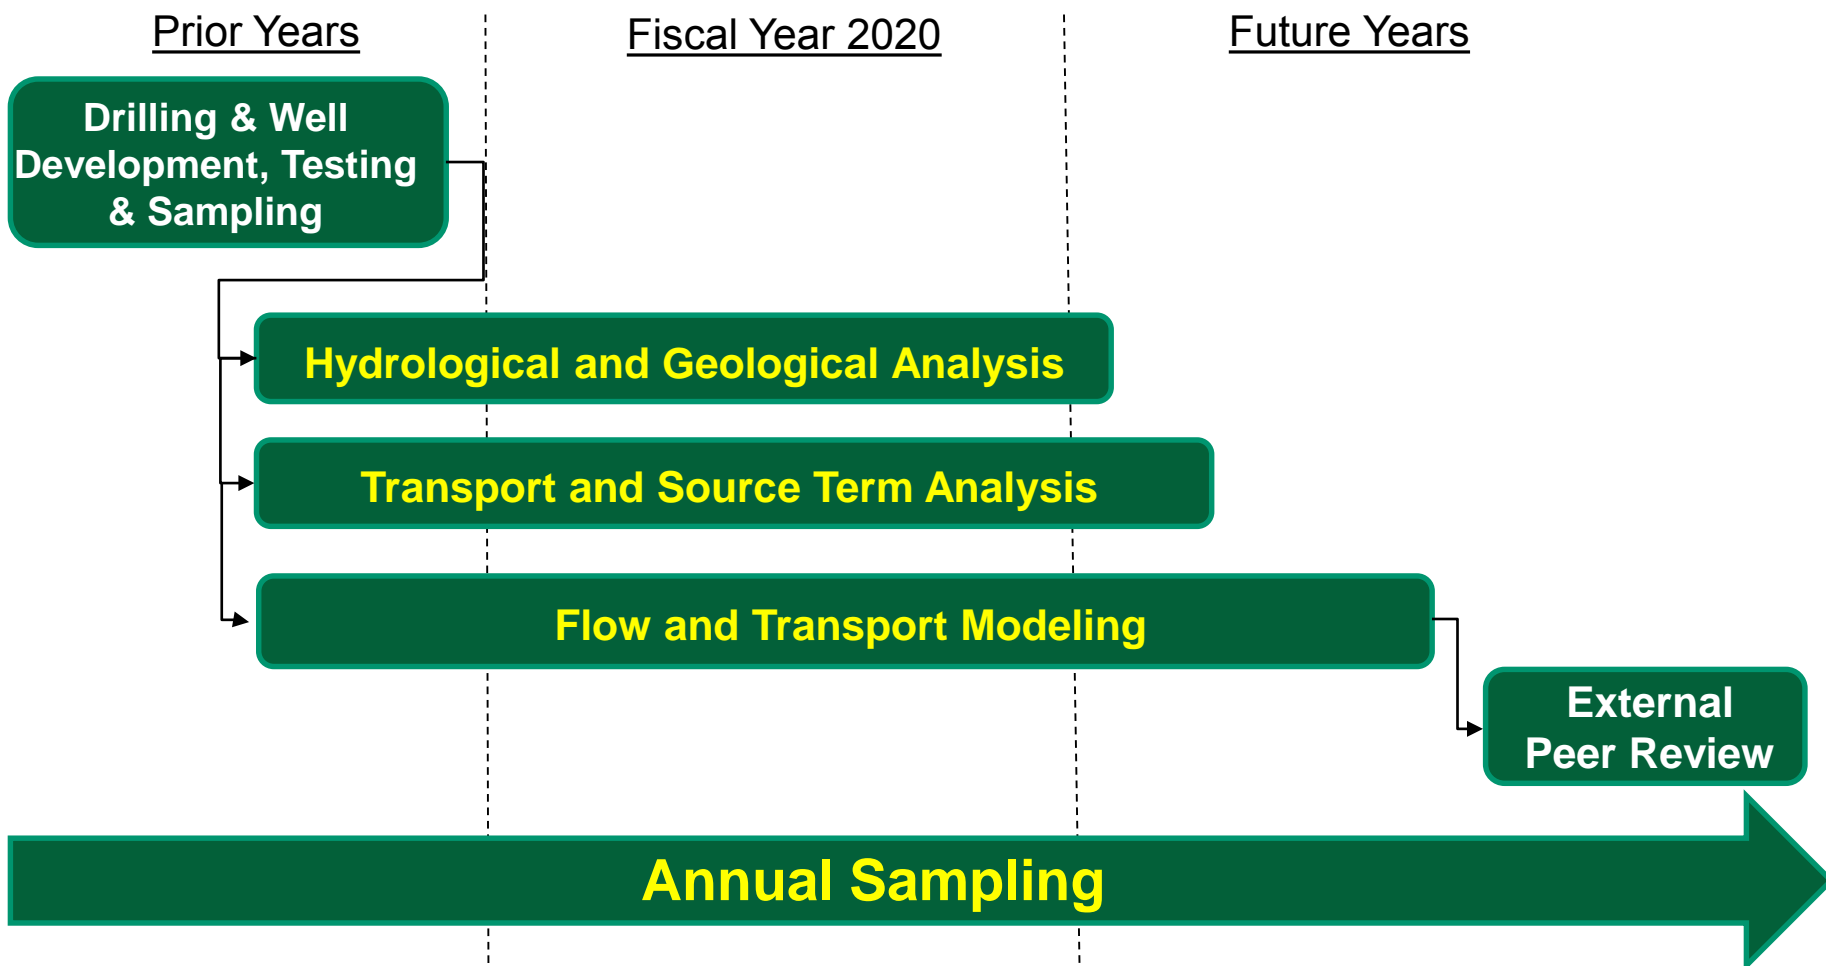 Prior Years
Fiscal Year 2020
Future Years
Drilling & Well
Development, Testing
& Sampling
Hydrological and Geological Analysis
Transport and Source Term Analysis
Flow and Transport Modeling
External
Peer Review
Annual Sampling